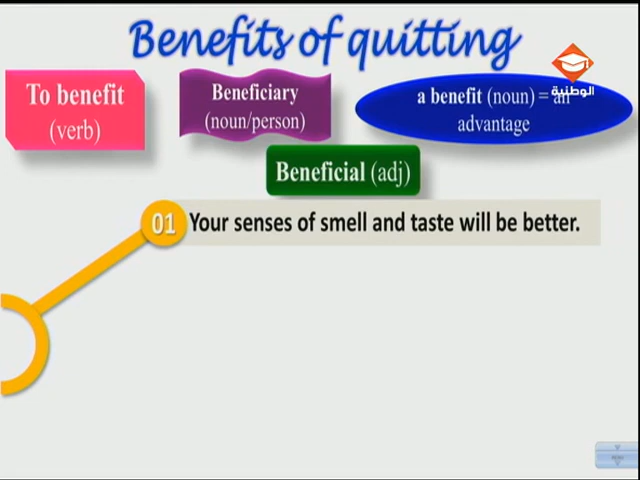 Benefits of quitting
To benefit
(verb)
Beneficiary
(noun/person)
a benefit (noun) = an
advantage
الوطنية
Beneficial (adj)
01 Your senses of smell and taste will be better.